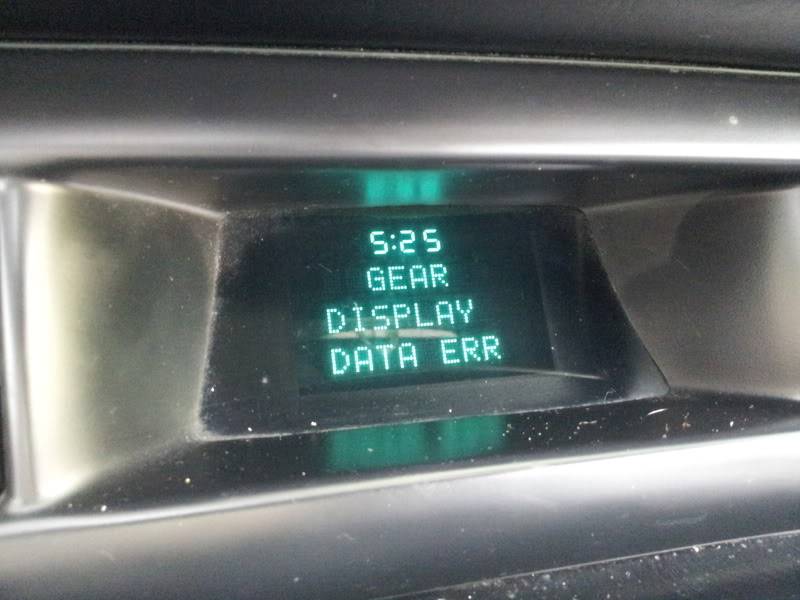 5:25
GEAR
DISPLAY
DATA ERR